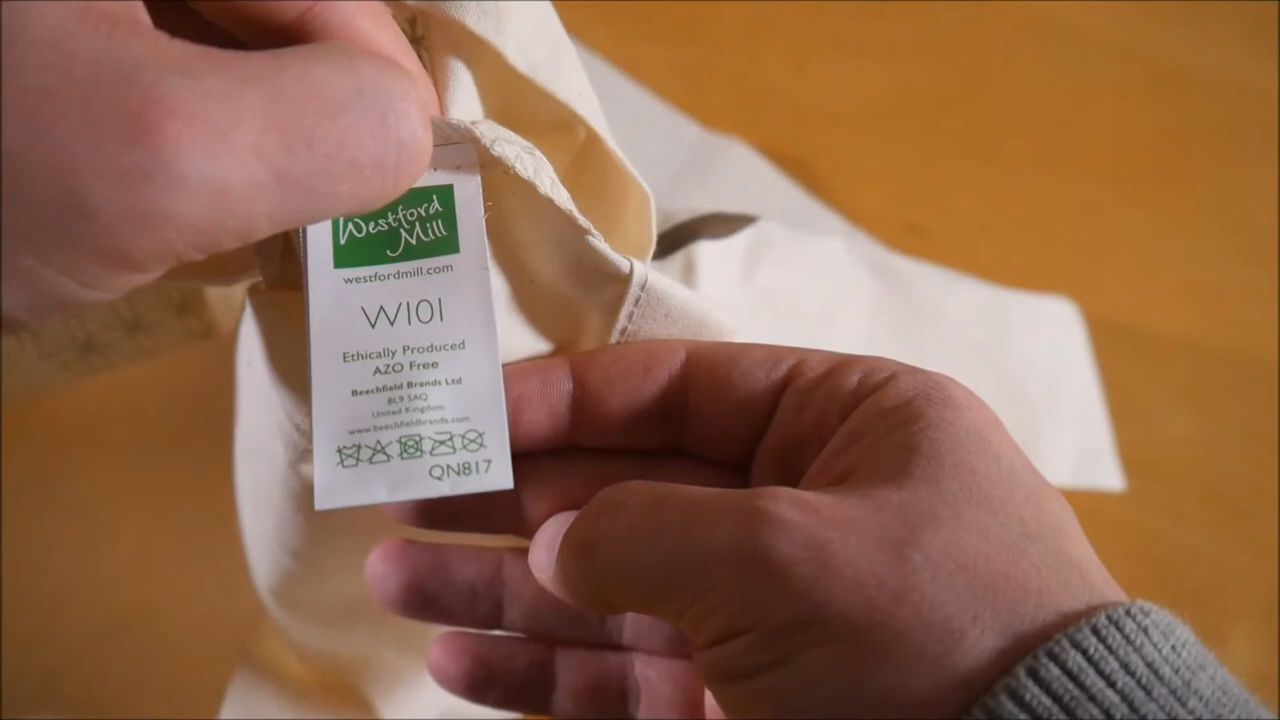 Westford
Mill
westfordmill.com
W101
Ethically Produced
AZO Free
Beechfield Brands Ltd
BL9 5AQ
United Kingdom
www.beechfieldbrands.com
QN817